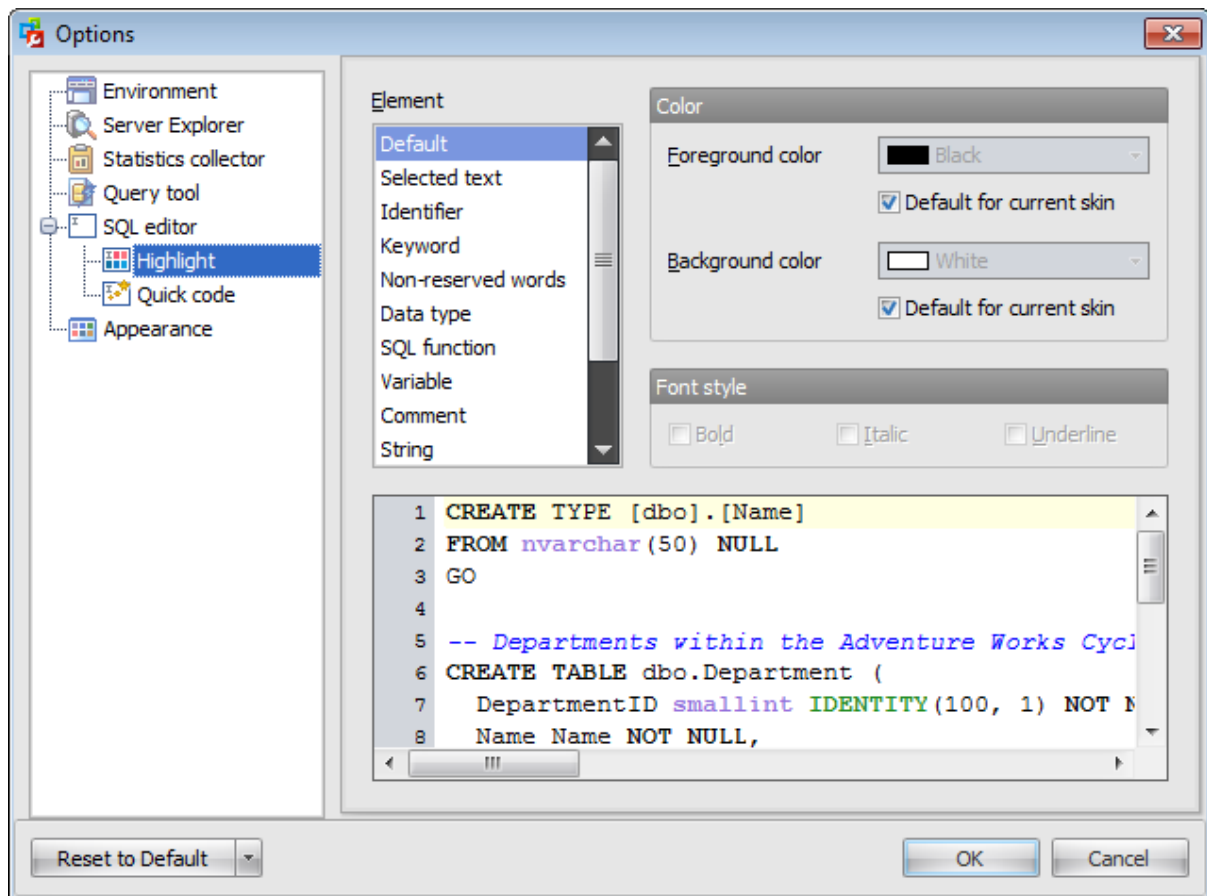 Options
Environment
Server Explorer
Statistics collector
Query tool
SQL editor
Highlight
Quick code
Appearance
Element
Default
Selected text
Identifier
Keyword
Non-reserved words
Data type
SQL function
Variable
Comment
String
Color
Foreground color
Black
Default for current skin
Background color
White
Default for current skin
Font style
Bold Italic Underline
1 CREATE TYPE [dbo].[Name]
2 FROM nvarchar(50) NULL
3 GO
4
5 -- Departments within the Adventure Works Cycl
6 CREATE TABLE dbo.Department (
7 DepartmentID smallint IDENTITY(100, 1) NOT N
8 Name Name NOT NULL,
Reset to Default
OK
Cancel